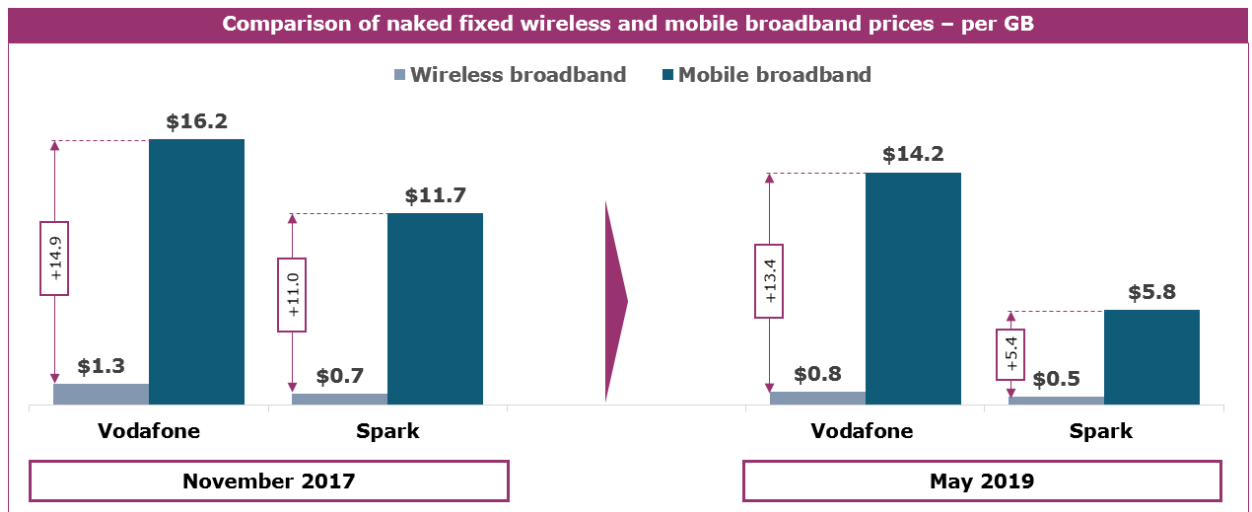 Comparison of naked fixed wireless and mobile broadband prices – per GB
Wireless broadband Mobile broadband
$16.2
+14.9
$1.3
Vodafone
$11.7
+11.0
$0.7
Spark
November 2017
$14.2
+13.4
$0.8
Vodafone
$5.8
+5.4
$0.5
Spark
May 2019